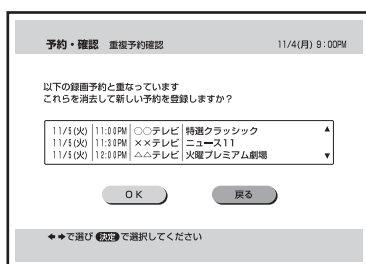 予約・確認 重複予約確認 11/4(月) 9:00PM
以下の録画予約と重なっています
これらを消去して新しい予約を登録しますか？
11/5(火) 11:00PM ○○テレビ 特選クラッシック ▲
11/5(火) 11:30PM ××テレビ ニュース11
11/5(火) 12:00PM △△テレビ 火曜プレミアム劇場 ▼
OK 戻る
◆➔で選び 決定 で選択してください